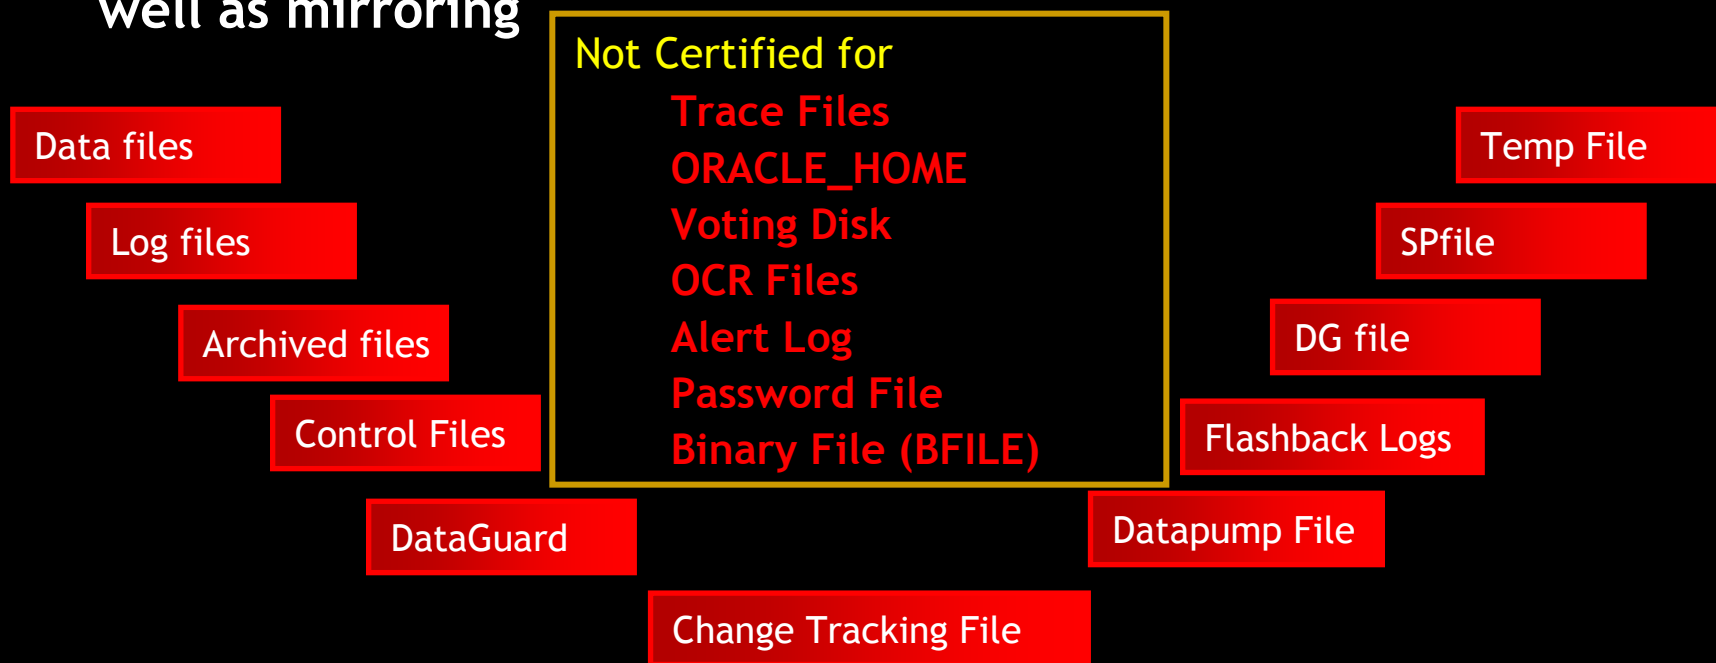 well as mirroring
Not Certified for
Trace Files
ORACLE_HOME
Voting Disk
OCR Files
Alert Log
Password File
Binary File (BFILE)
Data files
Log files
Archived files
Control Files
DataGuard
Change Tracking File
Datapump File
Flashback Logs
DG file
SPfile
Temp File